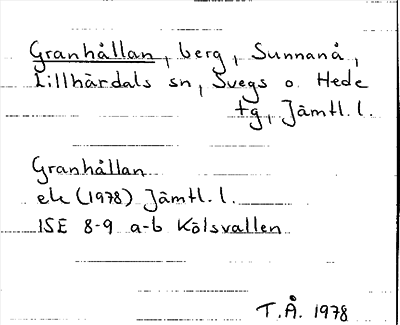 Granhållan, berg, Sunnanå,
Lillhärdals sn, Svegs o. Hede
tg, Jämtl. l.
Granhållan
ek (1978) Jämtl. l.
15E 8-9 a-b Kölsvallen
T.Å. 1978